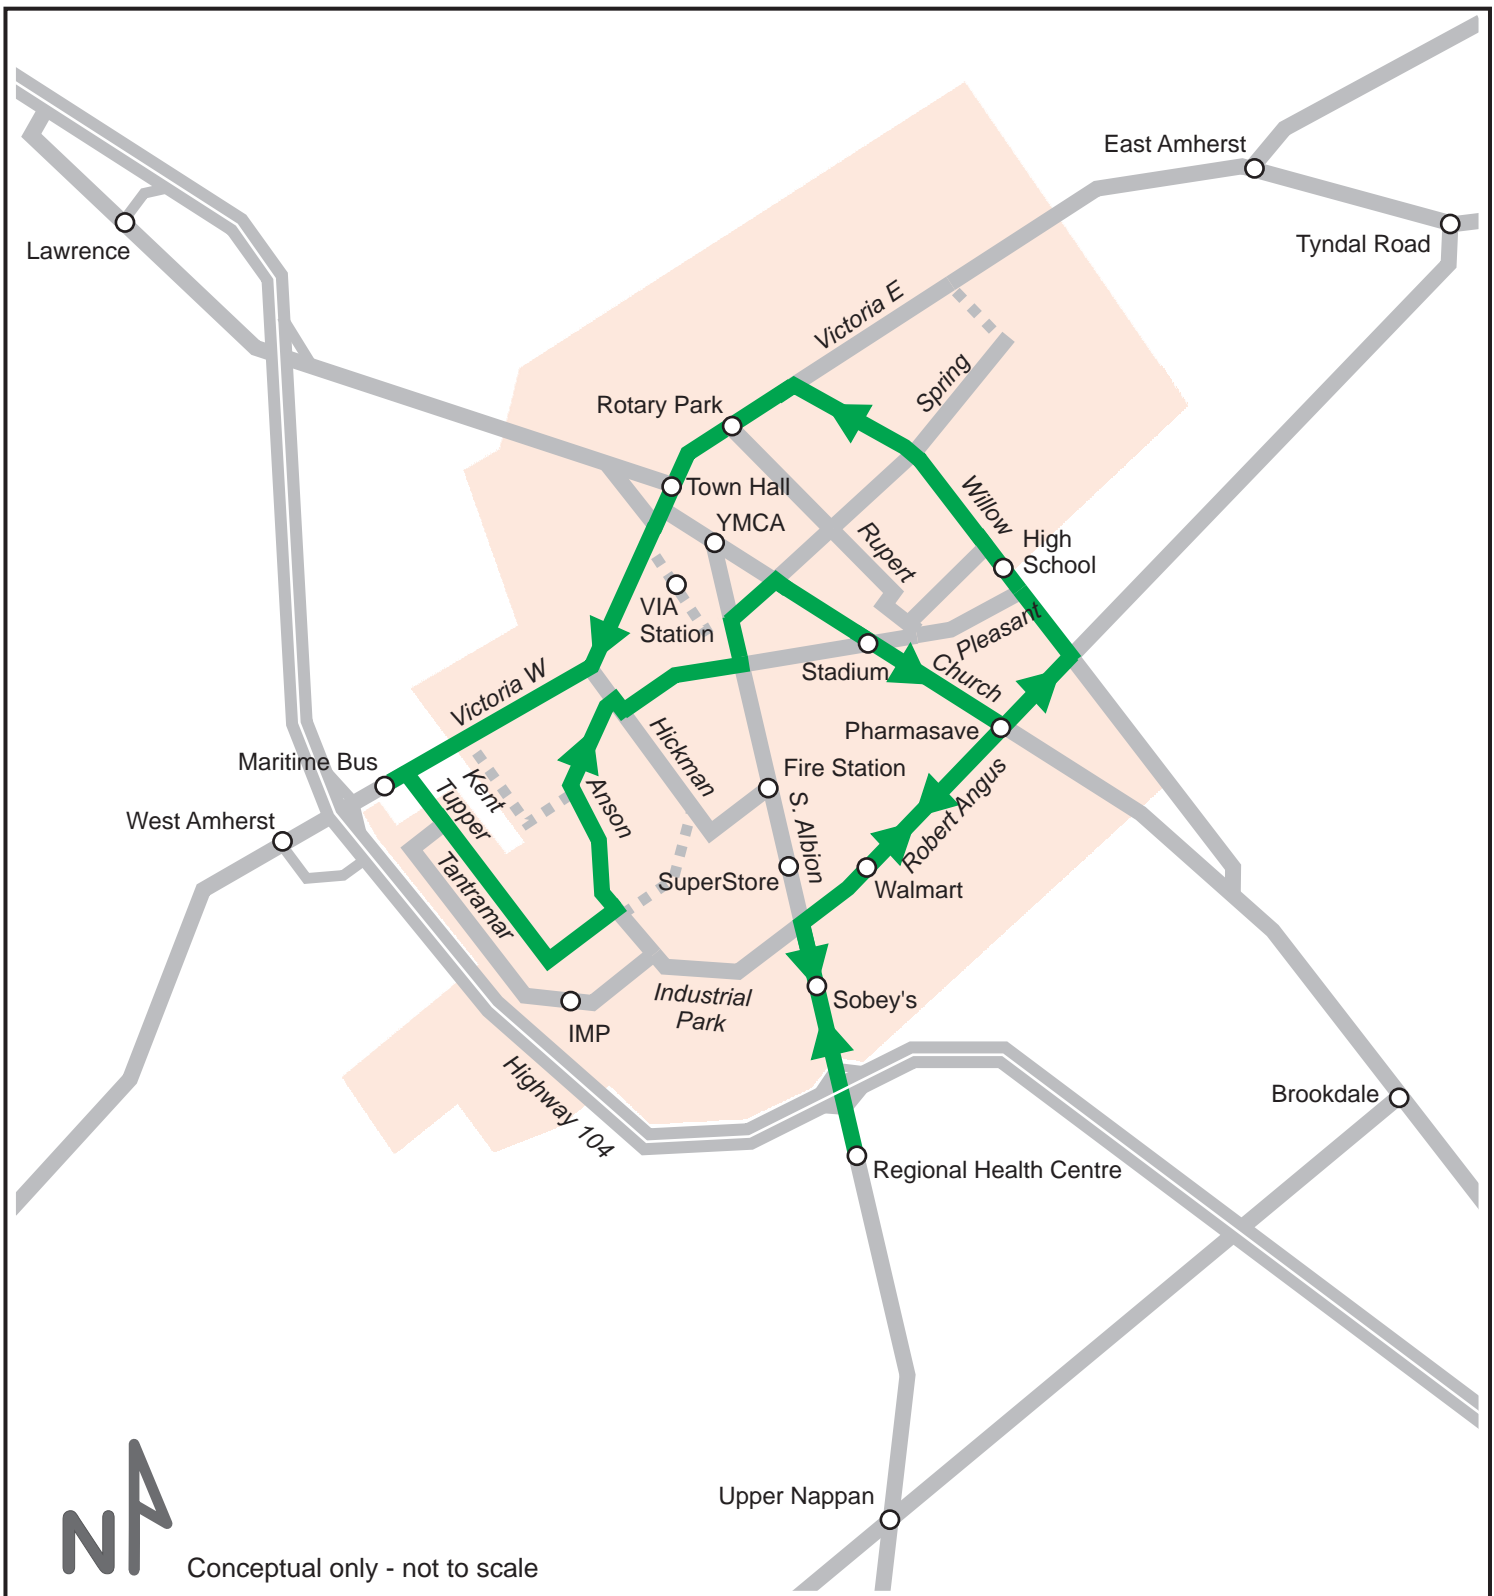 East Amherst
Lawrence
Tyndal Road
Victoria E
Spring
Rotary Park
Town Hall
YMCA
Willow
Rupert
High
School
VIA
Station
Pleasant
Stadium
Church
Victoria W
Pharmasave
Hickman
Maritime Bus
Kent
Tupper
Fire Station
Anson
S. Albion
Robert Angus
West Amherst
SuperStore
Walmart
Tantramar
Industrial
Park
Sobey's
IMP
Highway 104
Brookdale
Regional Health Centre
Upper Nappan
N
Conceptual only - not to scale